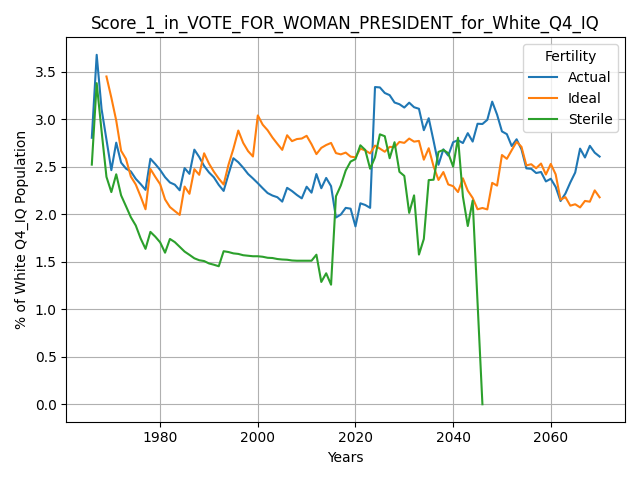 Score_1_in_VOTE_FOR_WOMAN_PRESIDENT_for_White_Q4_IQ
Fertility
Actual
Ideal
Sterile
% of White Q4_IQ Population
3.5
3.0
2.5
2.0
1.5
1.0
0.5
0.0
1980 2000 2020 2040 2060
Years